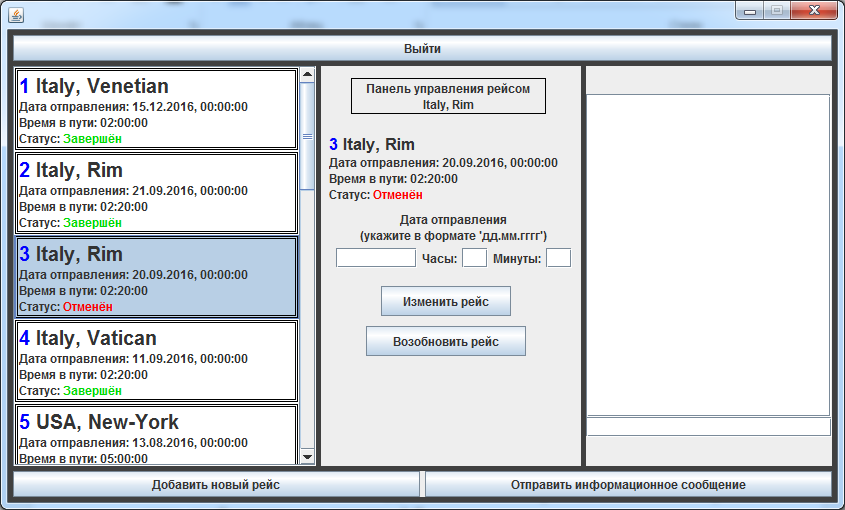 Выйти
1 Italy, Venetian
Дата отправления: 15.12.2016, 00:00:00
Время в пути: 02:00:00
Статус: Завершён
2 Italy, Rim
Дата отправления: 21.09.2016, 00:00:00
Время в пути: 02:20:00
Статус: Завершён
3 Italy, Rim
Дата отправления: 20.09.2016, 00:00:00
Время в пути: 02:20:00
Статус: Отменён
4 Italy, Vatican
Дата отправления: 11.09.2016, 00:00:00
Время в пути: 02:20:00
Статус: Завершён
5 USA, New-York
Дата отправления: 13.08.2016, 00:00:00
Время в пути: 05:00:00
Панель управления рейсом
Italy, Rim
3 Italy, Rim
Дата отправления: 20.09.2016, 00:00:00
Время в пути: 02:20:00
Статус: Отменён
Дата отправления
(укажите в формате 'дд.мм.гггг')
Часы: Минуты:
Изменить рейс
Возобновить рейс
Добавить новый рейс
Отправить информационное сообщение